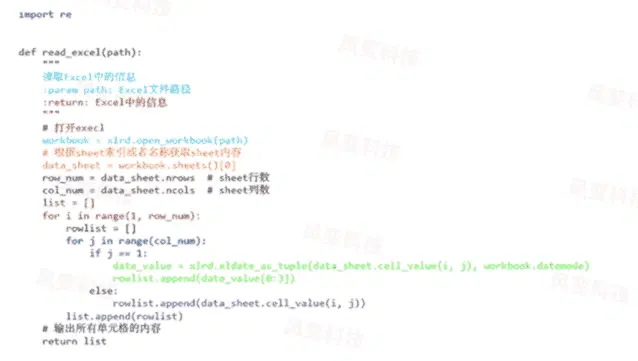 import re
def read_excel(path):
"""
读取Excel中的信息
:param path: Excel文件路径
:return: Excel中的信息
"""
# 打开execl
workbook = xlrd.open_workbook(path)
# 根据sheet索引或者名称获取sheet内容
data_sheet = workbook.sheets()[0]
row_num = data_sheet.nrows # sheet行数
col_num = data_sheet.ncols # sheet列数
list = []
for i in range(1, row_num):
rowlist = []
for j in range(col_num):
if j == 1:
data_value = xlrd.xldate_as_tuple(data_sheet.cell_value(i, j), workbook.datemode)
rowlist.append(date_value[0:3])
else:
rowlist.append(data_sheet.cell_value(i, j))
list.append(rowlist)
# 输出所有单元格的内容
return list